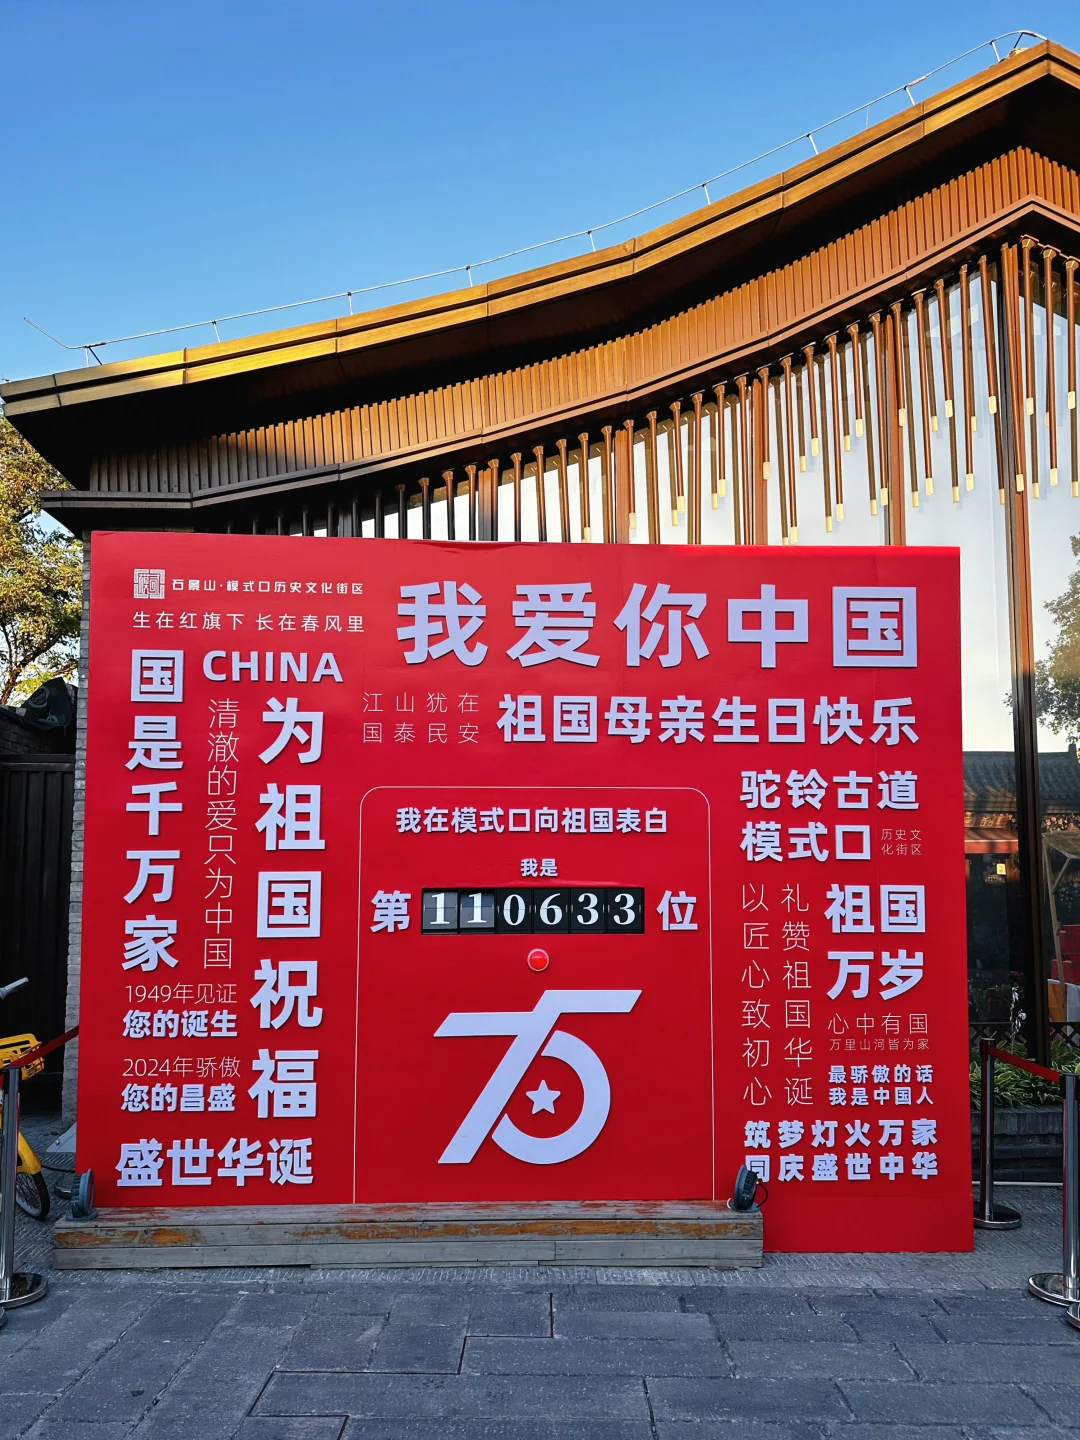 石景山·模式口历史文化街区
生在红旗下 长在春风里
我爱你中国
国是千万家
CHINA
清澈的爱只为中国
为祖国祝福
江山犹在
国泰民安
祖国母亲生日快乐
1949年见证
您的诞生
2024年骄傲
您的昌盛
盛世华诞
我在模式口向祖国表白
我是
第110633位
75
驼铃古道
模式口
历史文
化街区
以匠心致初心
礼赞祖国华诞
祖国
万岁
心中有国
万里山河皆为家
最骄傲的话
我是中国人
筑梦灯火万家
同庆盛世中华